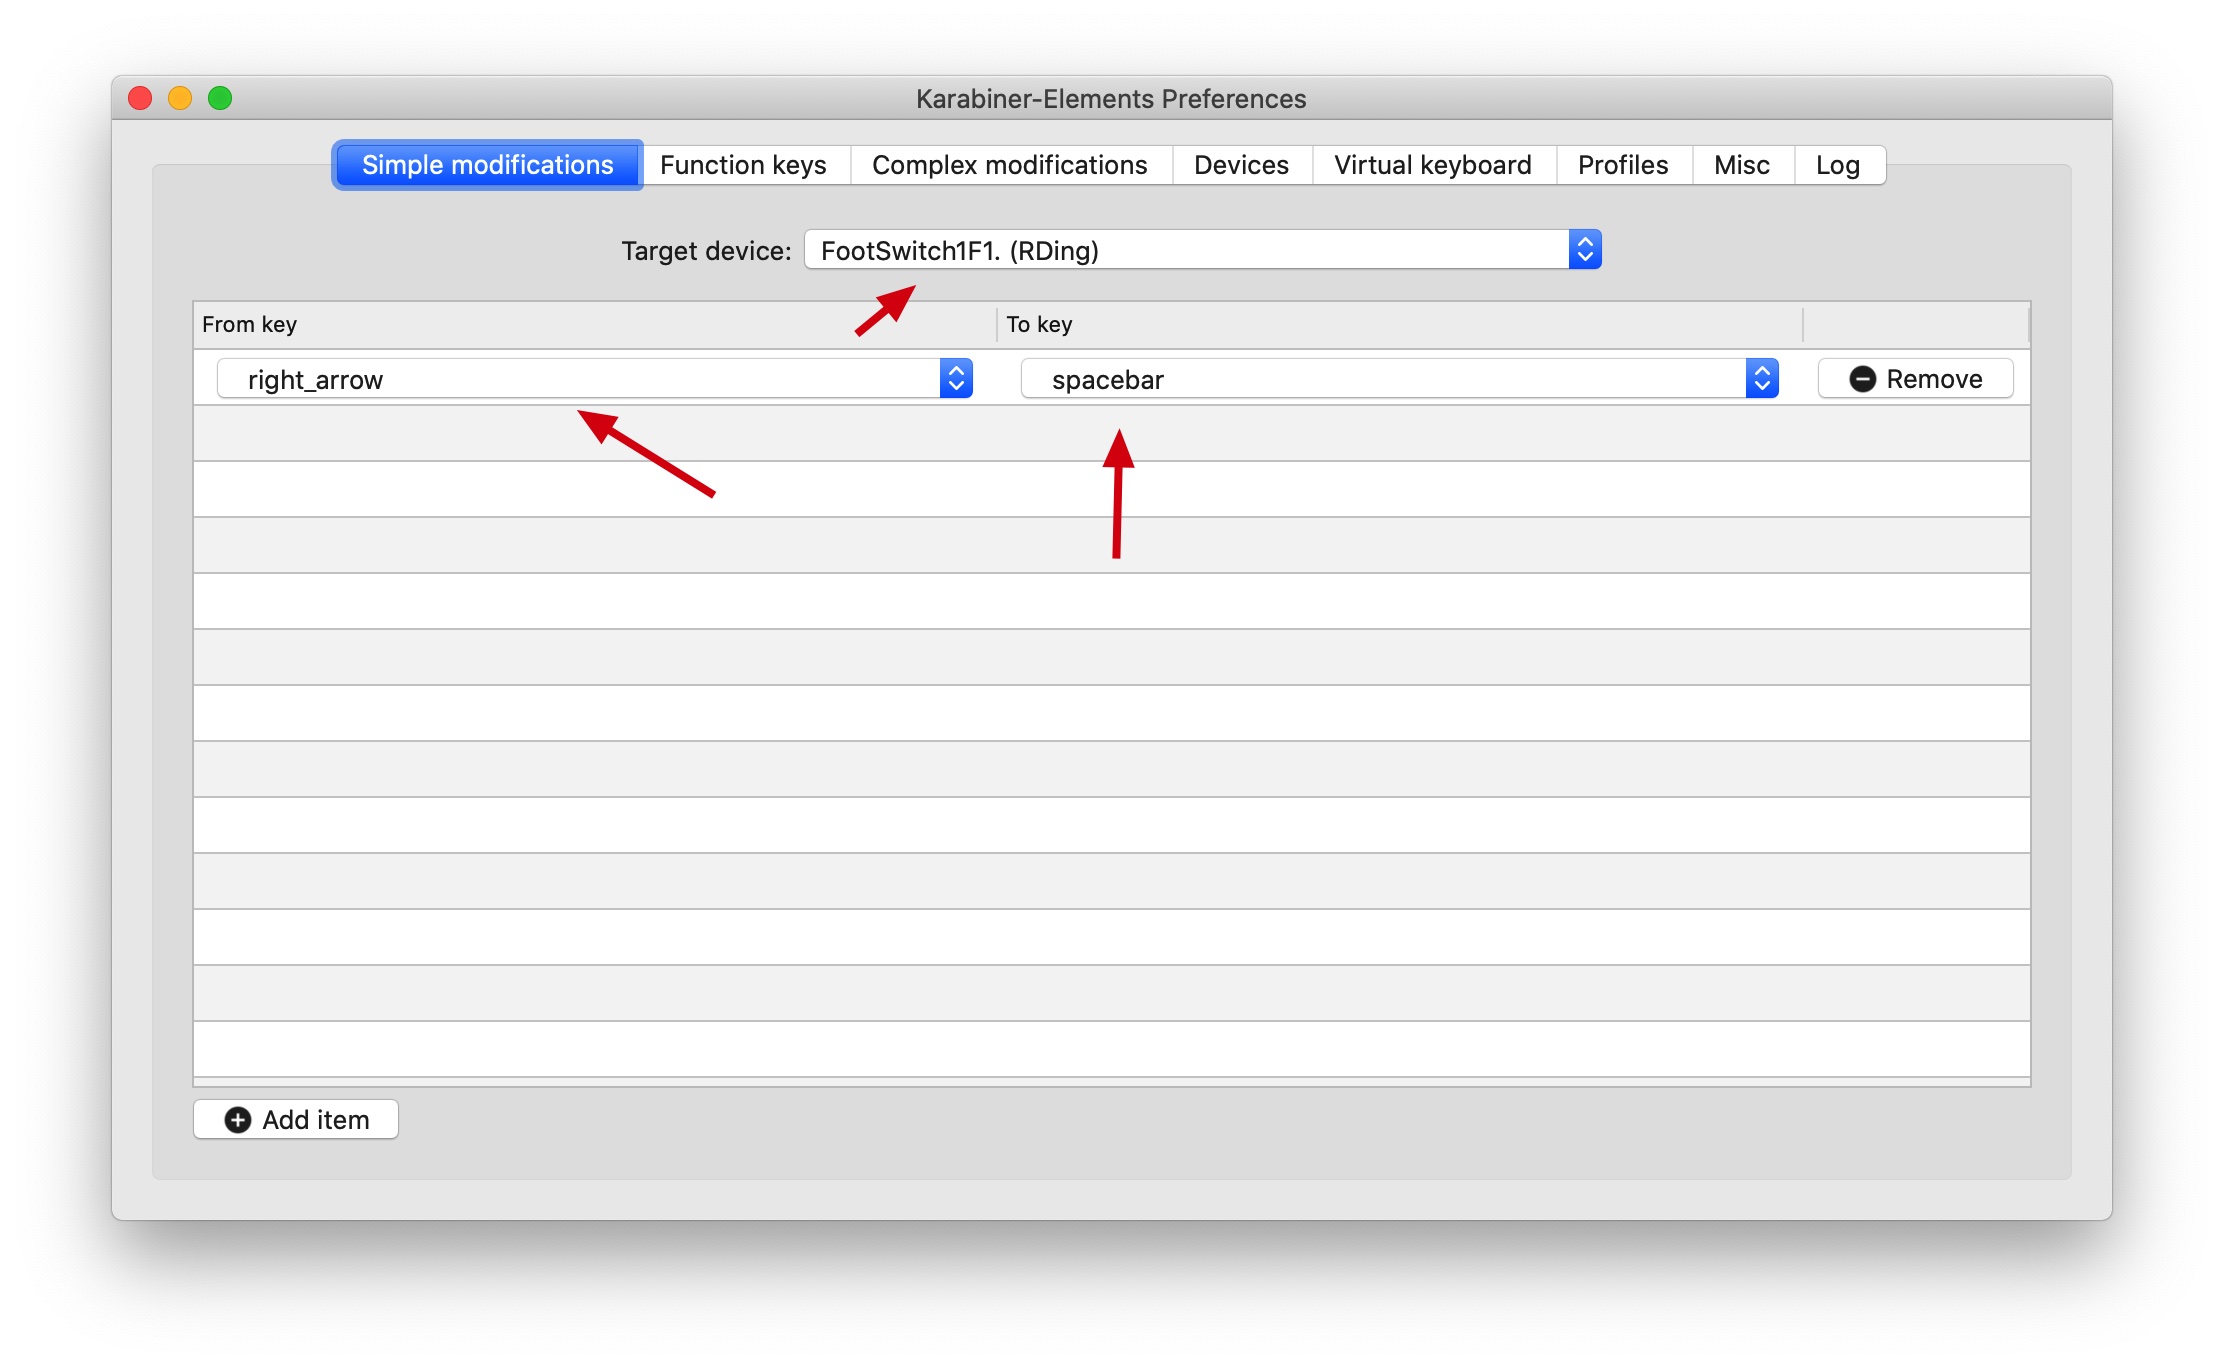 Karabiner-Elements Preferences
Simple modifications Function keys Complex modifications Devices Virtual keyboard Profiles Misc Log
Target device: FootSwitch1F1. (RDing)
From key To key
right_arrow spacebar Remove
Add item